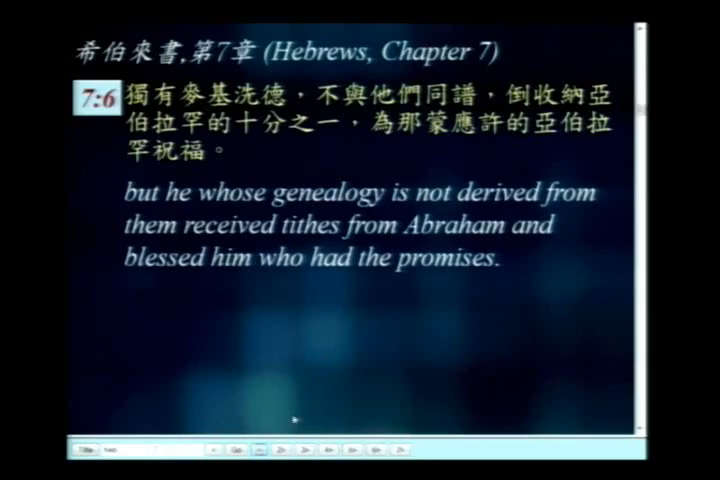 希伯來書,第7章 (Hebrews, Chapter 7)
7:6 獨有麥基洗德，不與他們同譜，倒收納亞
伯拉罕的十分之一，為那蒙應許的亞伯拉
罕祝福。
but he whose genealogy is not derived from
them received tithes from Abraham and
blessed him who had the promises.
Title